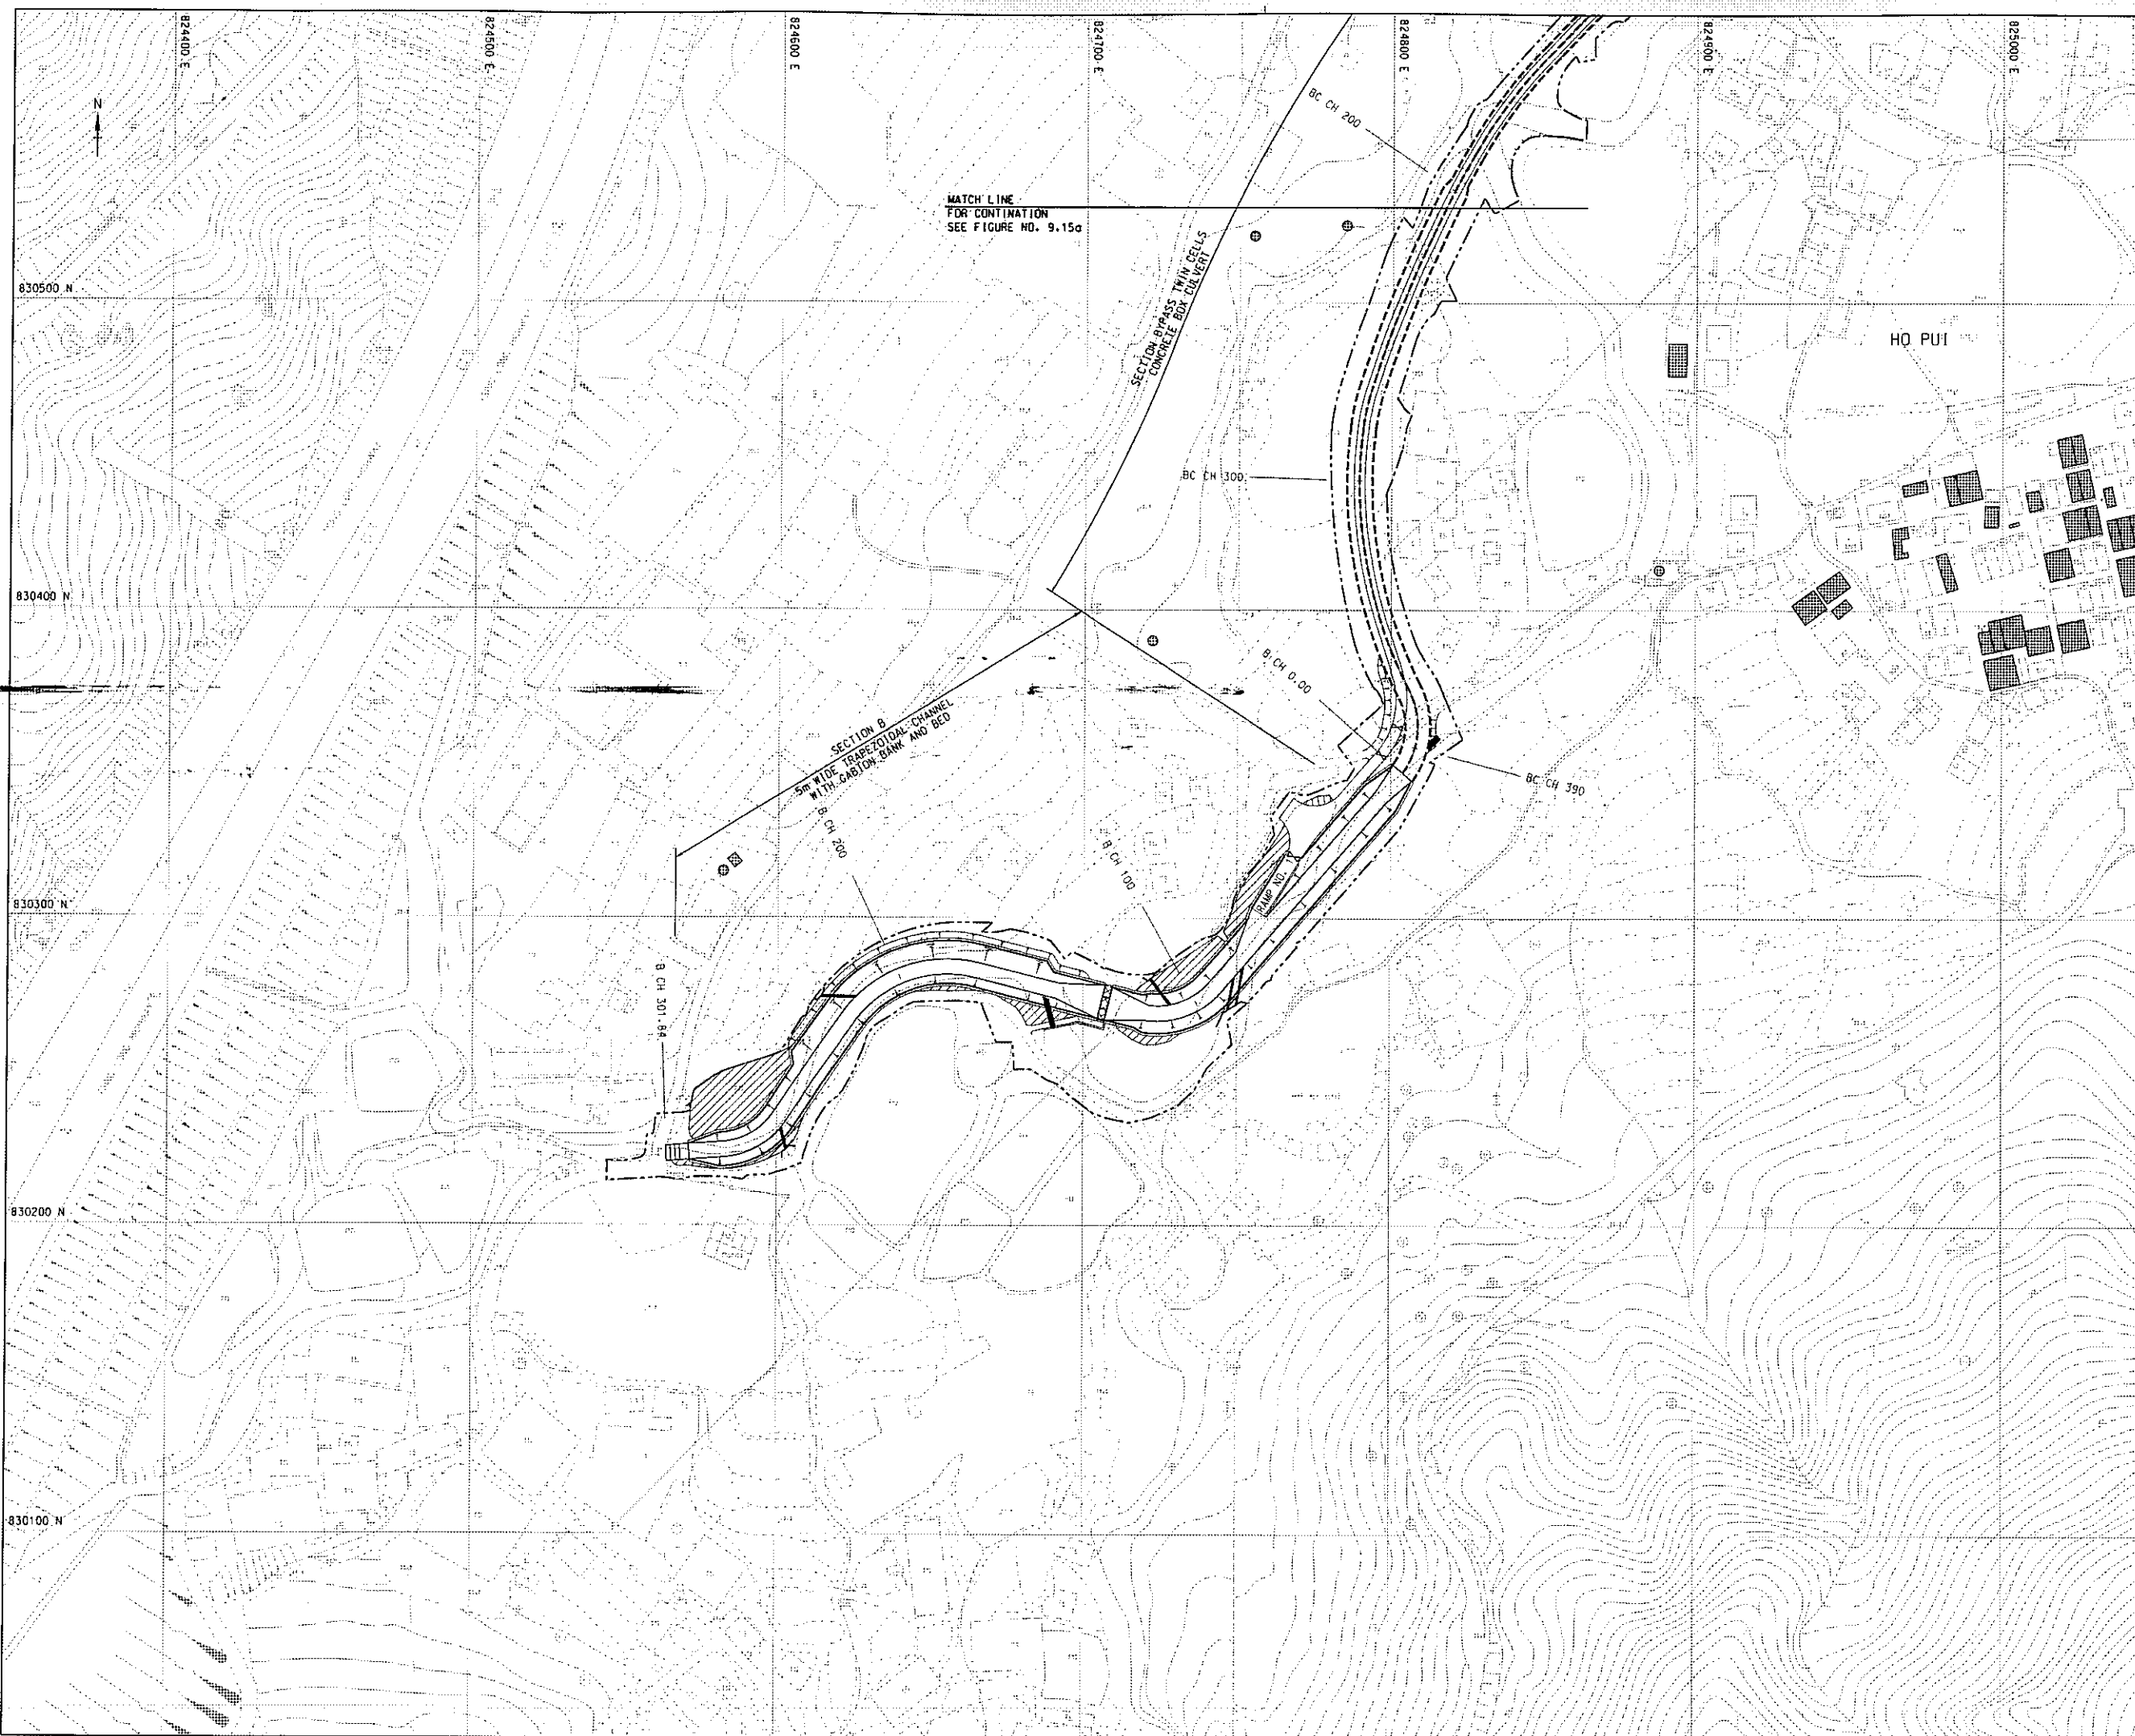 824400 E
824500 E
824600 E
824700 E
824800 E
824900 E
825000 E
N
BC CH 200
MATCH LINE
FOR CONTINATION
SEE FIGURE NO. 9.15a
SECTION BYPASS TWIN CELLS
CONCRETE BOX CULVERT
830500 N
HO PUI
BC CH 300
830400 N
B CH 0.00
SECTION B
5m WIDE TRAPEZOIDAL CHANNEL
WITH GABION BANK AND BED
BC CH 390
B CH 200
B CH 100
RAMP NO.
830300 N
B CH 301.84
830200 N
830100 N